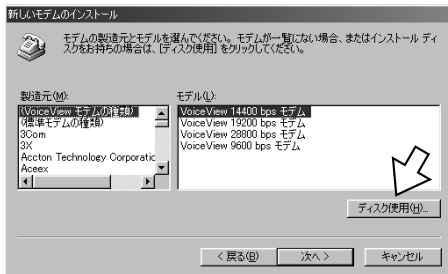 新しいモデムのインストール
モデムの製造元とモデルを選んでください。モデムが一覧にない場合、またはインストール ディ
スクをお持ちの場合は、[ディスク使用] をクリックしてください。
製造元(M):
(VoiceView モデムの種類)
(標準モデムの種類)
3Com
3X
Accton Technology Corporatic
Aceex
モデル(L):
VoiceView 14400 bps モデム
VoiceView 19200 bps モデム
VoiceView 28800 bps モデム
VoiceView 9600 bps モデム
ディスク使用(H)...
< 戻る(B)
次へ >
キャンセル